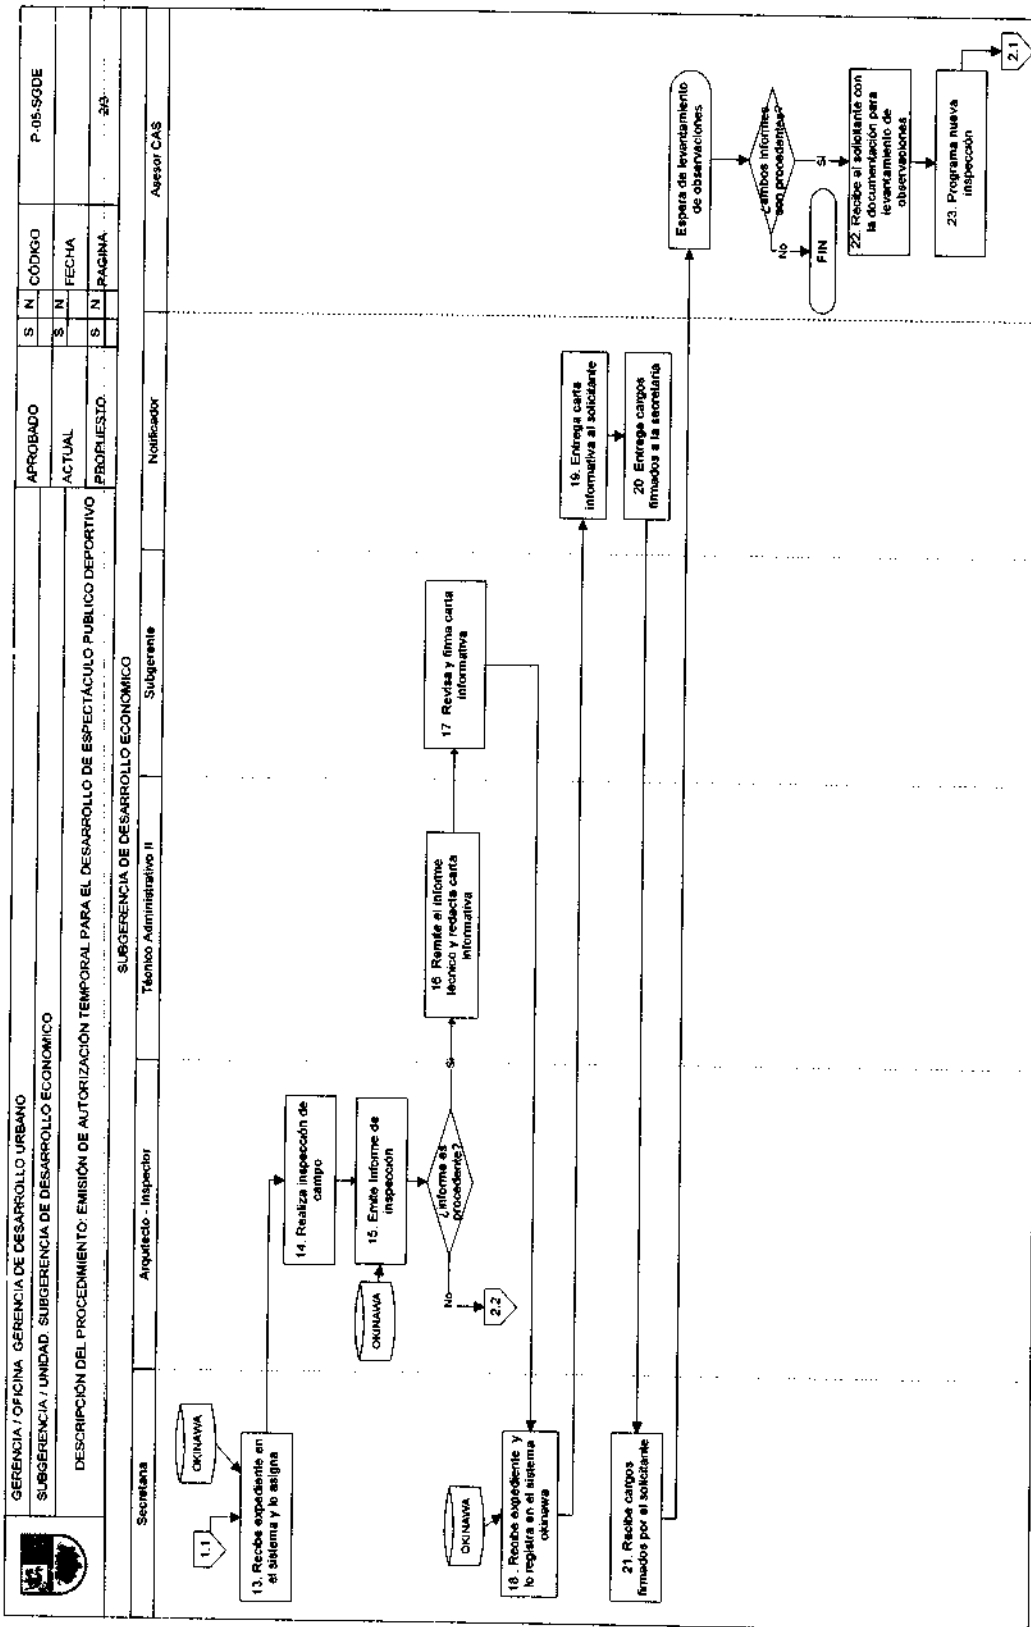 GERENCIA / OFICINA GERENCIA DE DESARROLLO URBANO
APROBADO
S N
CÓDIGO
P-05-SGDE
SUBGERENCIA / UNIDAD. SUBGERENCIA DE DESARROLLO ECONOMICO
ACTUAL
S N
FECHA
DESCRIPCIÓN DEL PROCEDIMIENTO: EMISIÓN DE AUTORIZACIÓN TEMPORAL PARA EL DESARROLLO DE ESPECTÁCULO PUBLICO DEPORTIVO
PROPUESTO.
S N
PAGINA
2/3
SUBGERENCIA DE DESARROLLO ECONOMICO
Secretaria
Arquitecto - Inspector
Técnico Administrativo II
Subgerente
Notificador
Asesor CAS
1.1
OKINAWA
13. Recibe expediente en
el sistema y lo asigna
14. Realiza inspección de
campo
OKINAWA
15. Emite Informe de
inspección
¿Informe es
procedente?
No
2.2
Si
16 Remite el informe
técnico y redacta carta
informativa
17 Revisa y firma carta
informativa
OKINAWA
18 . Recibe expediente y
lo registra en el sistema
okinawa
19. Entrega carta
informativa al solicitante
20 Entrega cargos
firmados a la secretaria
21. Recibe cargos
firmados por el solicitante
Espera de levantamiento
de observaciones
¿ambos informes
son procedentes?
No
FIN
Si
22. Recibe al solicitante con
la documentación para
levantamiento de
observaciones
23. Programa nueva
inspección
2.1